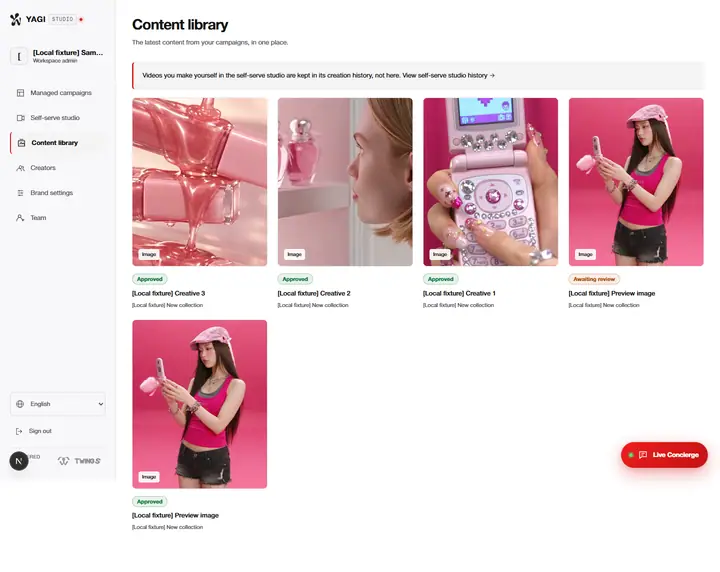 YAGI STUDIO
[
[Local fixture] Sam...
Workspace admin
Managed campaigns
Self-serve studio
Content library
Creators
Brand settings
Team
English
Sign out
N
TWINGS
Content library
The latest content from your campaigns, in one place.
Videos you make yourself in the self-serve studio are kept in its creation history, not here. View self-serve studio history →
Image
Image
Image
Image
Approved
Approved
Approved
Awaiting review
[Local fixture] Creative 3
[Local fixture] Creative 2
[Local fixture] Creative 1
[Local fixture] Preview image
[Local fixture] New collection
[Local fixture] New collection
[Local fixture] New collection
[Local fixture] New collection
Image
Approved
[Local fixture] Preview image
[Local fixture] New collection
Live Concierge